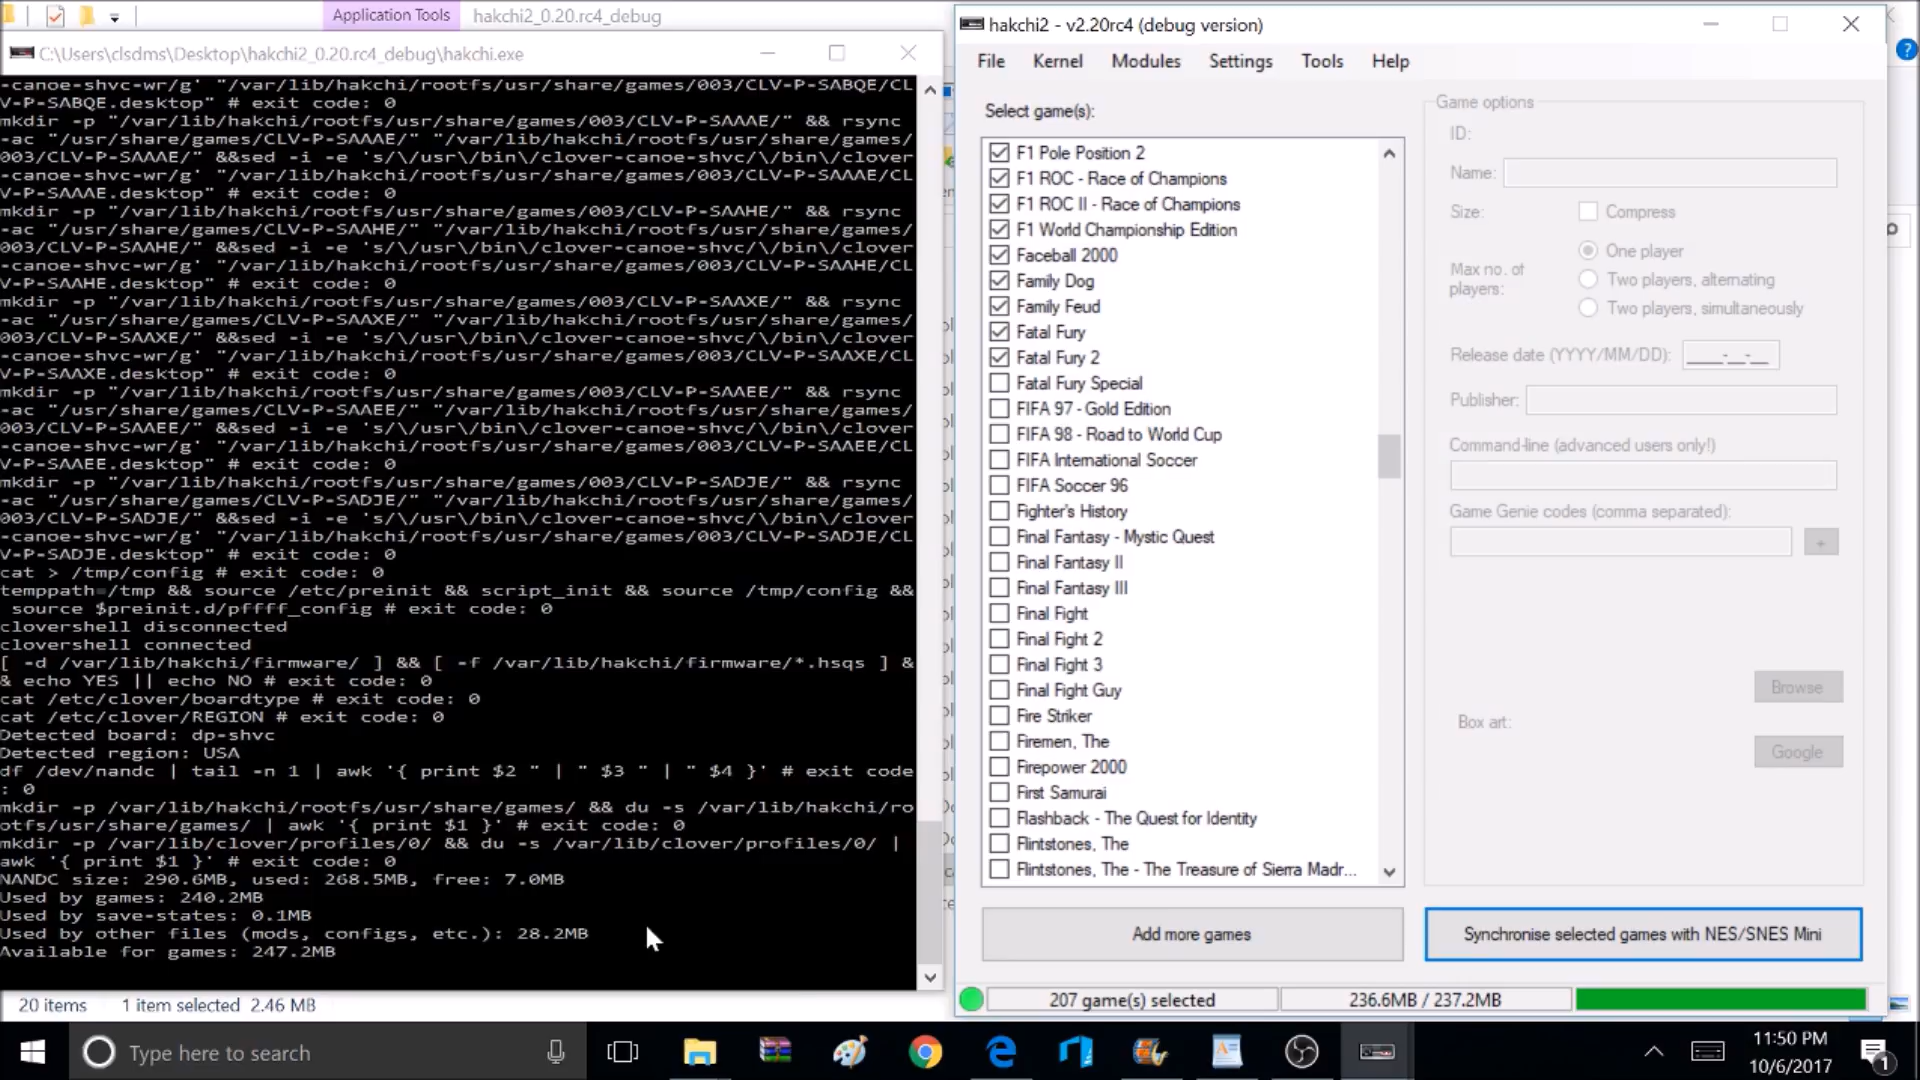 Application Tools
hakchi2_0.20.rc4_debug
C:\Users\clsdms\Desktop\hakchi2_0.20.rc4_debug\hakchi.exe
-canoe-shvc-wr/g' "/var/lib/hakchi/rootfs/usr/share/games/003/CLV-P-SABQE/CL
V-P-SABQE.desktop" # exit code: 0
mkdir -p "/var/lib/hakchi/rootfs/usr/share/games/003/CLV-P-SAAAE/" && rsync
-ac "/usr/share/games/CLV-P-SAAAE/" "/var/lib/hakchi/rootfs/usr/share/games/
003/CLV-P-SAAAE/" &&sed -i -e 's/\/usr\/bin\/clover-canoe-shvc/\/bin\/clover
-canoe-shvc-wr/g' "/var/lib/hakchi/rootfs/usr/share/games/003/CLV-P-SAAAE/CL
V-P-SAAAE.desktop" # exit code: 0
mkdir -p "/var/lib/hakchi/rootfs/usr/share/games/003/CLV-P-SAAHE/" && rsync
-ac "/usr/share/games/CLV-P-SAAHE/" "/var/lib/hakchi/rootfs/usr/share/games/
003/CLV-P-SAAHE/" &&sed -i -e 's/\/usr\/bin\/clover-canoe-shvc/\/bin\/clover
-canoe-shvc-wr/g' "/var/lib/hakchi/rootfs/usr/share/games/003/CLV-P-SAAHE/CL
V-P-SAAHE.desktop" # exit code: 0
mkdir -p "/var/lib/hakchi/rootfs/usr/share/games/003/CLV-P-SAAXE/" && rsync
-ac "/usr/share/games/CLV-P-SAAXE/" "/var/lib/hakchi/rootfs/usr/share/games/
003/CLV-P-SAAXE/" &&sed -i -e 's/\/usr\/bin\/clover-canoe-shvc/\/bin\/clover
-canoe-shvc-wr/g' "/var/lib/hakchi/rootfs/usr/share/games/003/CLV-P-SAAXE/CL
V-P-SAAXE.desktop" # exit code: 0
mkdir -p "/var/lib/hakchi/rootfs/usr/share/games/003/CLV-P-SAAEE/" && rsync
-ac "/usr/share/games/CLV-P-SAAEE/" "/var/lib/hakchi/rootfs/usr/share/games/
003/CLV-P-SAAEE/" &&sed -i -e 's/\/usr\/bin\/clover-canoe-shvc/\/bin\/clover
-canoe-shvc-wr/g' "/var/lib/hakchi/rootfs/usr/share/games/003/CLV-P-SAAEE/CL
V-P-SAAEE.desktop" # exit code: 0
mkdir -p "/var/lib/hakchi/rootfs/usr/share/games/003/CLV-P-SADJE/" && rsync
-ac "/usr/share/games/CLV-P-SADJE/" "/var/lib/hakchi/rootfs/usr/share/games/
003/CLV-P-SADJE/" &&sed -i -e 's/\/usr\/bin\/clover-canoe-shvc/\/bin\/clover
-canoe-shvc-wr/g' "/var/lib/hakchi/rootfs/usr/share/games/003/CLV-P-SADJE/CL
V-P-SADJE.desktop" # exit code: 0
cat > /tmp/config # exit code: 0
temppath=/tmp && source /etc/preinit && script_init && source /tmp/config &&
source $preinit.d/pffff_config # exit code: 0
clovershell disconnected
clovershell connected
[ -d /var/lib/hakchi/firmware/ ] && [ -f /var/lib/hakchi/firmware/*.hsqs ] &
& echo YES || echo NO # exit code: 0
cat /etc/clover/boardtype # exit code: 0
cat /etc/clover/REGION # exit code: 0
Detected board: dp-shvc
Detected region: USA
df /dev/nandc | tail -n 1 | awk '{ print $2 " | " $3 " | " $4 }' # exit code
: 0
mkdir -p /var/lib/hakchi/rootfs/usr/share/games/ && du -s /var/lib/hakchi/ro
otfs/usr/share/games/ | awk '{ print $1 }' # exit code: 0
mkdir -p /var/lib/clover/profiles/0/ && du -s /var/lib/clover/profiles/0/ |
awk '{ print $1 }' # exit code: 0
NANDC size: 290.6MB, used: 268.5MB, free: 7.0MB
Used by games: 240.2MB
Used by save-states: 0.1MB
Used by other files (mods, configs, etc.): 28.2MB
Available for games: 247.2MB
20 items 1 item selected 2.46 MB
hakchi2 - v2.20rc4 (debug version)
File Kernel Modules Settings Tools Help
Select game(s):
F1 Pole Position 2
F1 ROC - Race of Champions
F1 ROC II - Race of Champions
F1 World Championship Edition
Faceball 2000
Family Dog
Family Feud
Fatal Fury
Fatal Fury 2
Fatal Fury Special
FIFA 97 - Gold Edition
FIFA 98 - Road to World Cup
FIFA International Soccer
FIFA Soccer 96
Fighter's History
Final Fantasy - Mystic Quest
Final Fantasy II
Final Fantasy III
Final Fight
Final Fight 2
Final Fight 3
Final Fight Guy
Fire Striker
Firemen, The
Firepower 2000
First Samurai
Flashback - The Quest for Identity
Flintstones, The
Flintstones, The - The Treasure of Sierra Madr...
Add more games
Game options
ID:
Name:
Size:
Compress
Max no. of
players:
One player
Two players, alternating
Two players, simultaneously
Release date (YYYY/MM/DD):
____-__-__
Publisher:
Command-line (advanced users only!)
Game Genie codes (comma separated):
+
Browse
Box art:
Google
Synchronise selected games with NES/SNES Mini
207 game(s) selected
236.6MB / 237.2MB
Type here to search
11:50 PM
10/6/2017
1